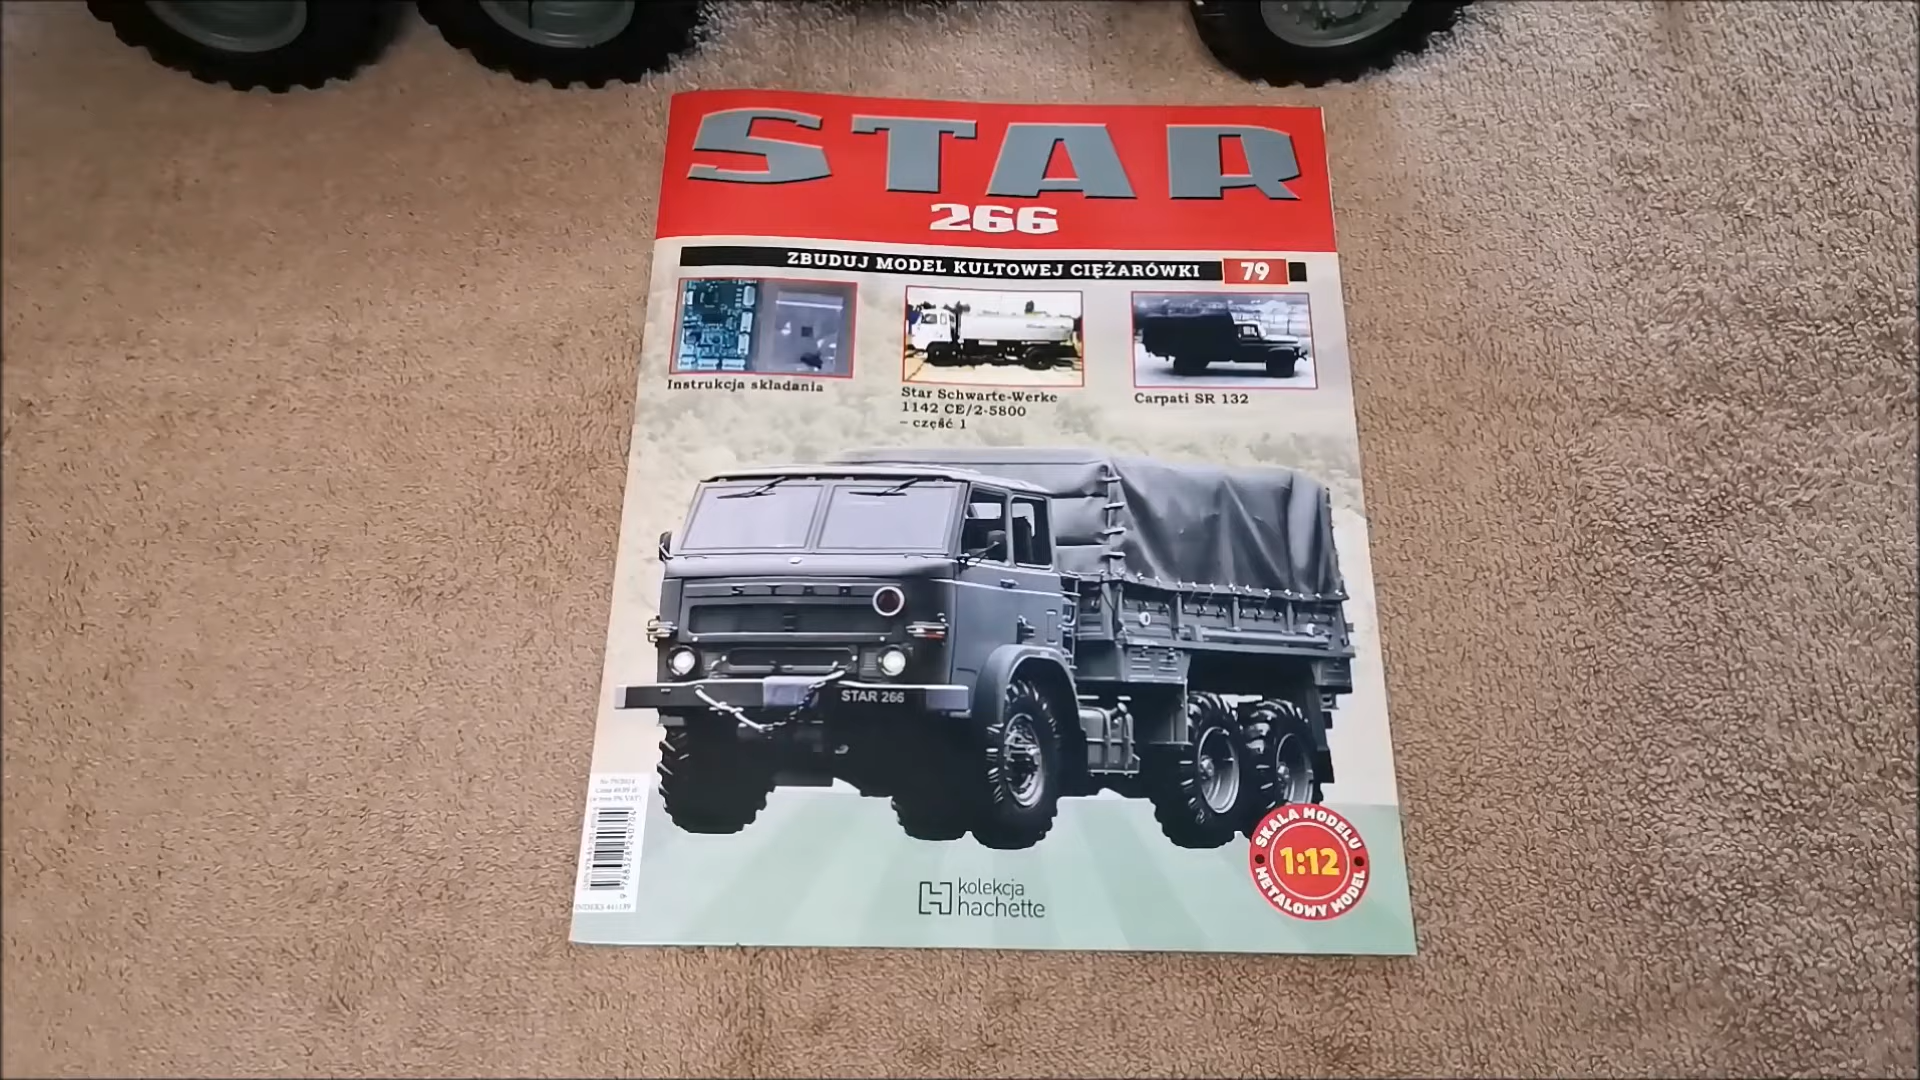 STAR
266
ZBUDUJ MODEL KULTOWEJ CIĘŻARÓWKI
79
Instrukcja składania
Star Schwarte-Werke
1142 CE/2-5800
– część 1
Carpati SR 132
STAR
STAR 266
SKALA MODELU
1:12
METALOWY MODEL
kolekcja
hachette